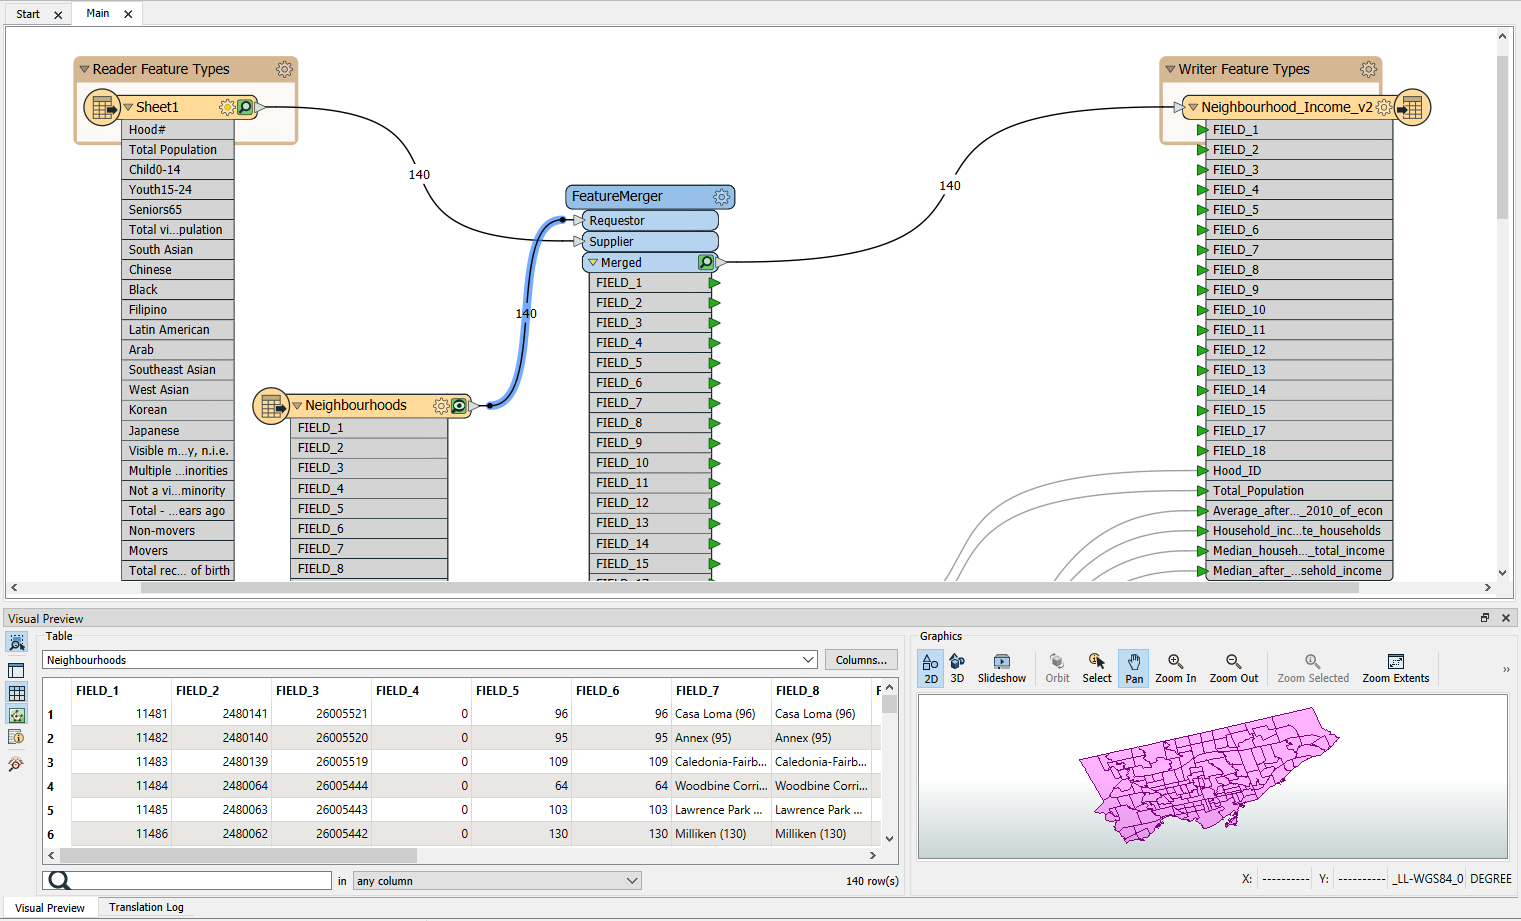 Start
Main
Reader Feature Types
Sheet1
Hood#
Total Population
Child0-14
Youth15-24
Seniors65
Total vi...pulation
South Asian
Chinese
Black
Filipino
Latin American
Arab
Southeast Asian
West Asian
Korean
Japanese
Visible m...y, n.i.e.
Multiple ...inorities
Not a vi...minority
Total - ...ears ago
Non-movers
Movers
Total rec... of birth
140
Neighbourhoods
FIELD_1
FIELD_2
FIELD_3
FIELD_4
FIELD_5
FIELD_6
FIELD_7
FIELD_8
140
FeatureMerger
Requestor
Supplier
Merged
FIELD_1
FIELD_2
FIELD_3
FIELD_4
FIELD_5
FIELD_6
FIELD_7
FIELD_8
FIELD_9
FIELD_10
FIELD_11
FIELD_12
FIELD_13
FIELD_14
FIELD_15
140
Writer Feature Types
Neighbourhood_Income_v2
FIELD_1
FIELD_2
FIELD_3
FIELD_4
FIELD_5
FIELD_6
FIELD_7
FIELD_8
FIELD_9
FIELD_10
FIELD_11
FIELD_12
FIELD_13
FIELD_14
FIELD_15
FIELD_17
FIELD_18
Hood_ID
Total_Population
Average_after..._2010_of_econ
Household_inc...te_households
Median_househ..._total_income
Median_after_...sehold_income
Visual Preview
Table
Neighbourhoods
Columns...
FIELD_1 FIELD_2 FIELD_3 FIELD_4 FIELD_5 FIELD_6 FIELD_7 FIELD_8 F
1 11481 2480141 26005521 0 96 96 Casa Loma (96) Casa Loma (96)
2 11482 2480140 26005520 0 95 95 Annex (95) Annex (95)
3 11483 2480139 26005519 0 109 109 Caledonia-Fairb... Caledonia-Fairb...
4 11484 2480064 26005444 0 64 64 Woodbine Corri... Woodbine Corri...
5 11485 2480063 26005443 0 103 103 Lawrence Park ... Lawrence Park ...
6 11486 2480062 26005442 0 130 130 Milliken (130) Milliken (130)
in any column 140 row(s)
Graphics
2D 3D Slideshow Orbit Select Pan Zoom In Zoom Out Zoom Selected Zoom Extents
X: ---------- Y: ---------- _LL-WGS84_0 DEGREE
Visual Preview Translation Log